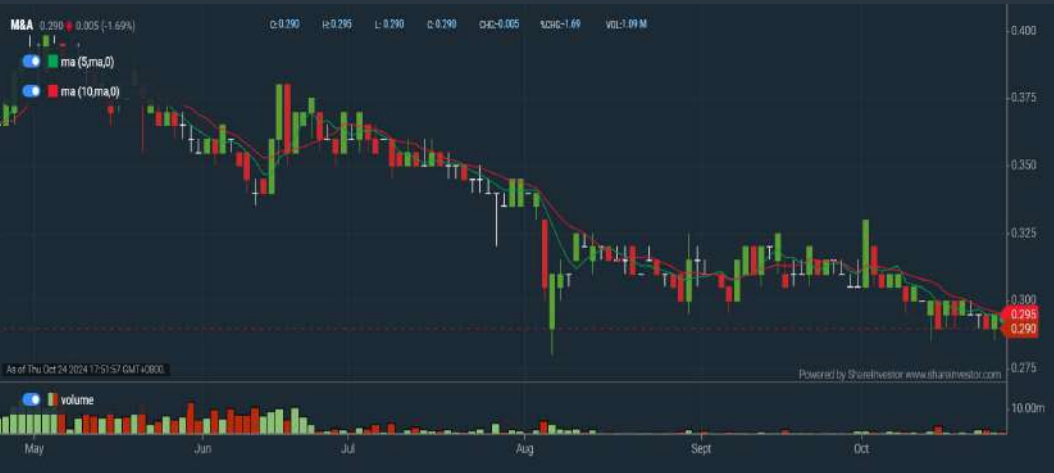 M&A 0.290 0.005 (-1.69%) O:0.290 H:0.295 L: 0.290 C:0.290 CHG:-0.005 %CHG:-1.69 VOL:1.09 M
ma (5,ma,0)
ma (10,ma,0)
0.400
0.375
0.350
0.325
0.300
0.295
0.290
0.275
As of Thu Oct 24 2024 17:51:57 GMT+0800.
Powered by ShareInvestor www.shareinvestor.com
volume
10.00m
May Jun Jul Aug Sept Oct